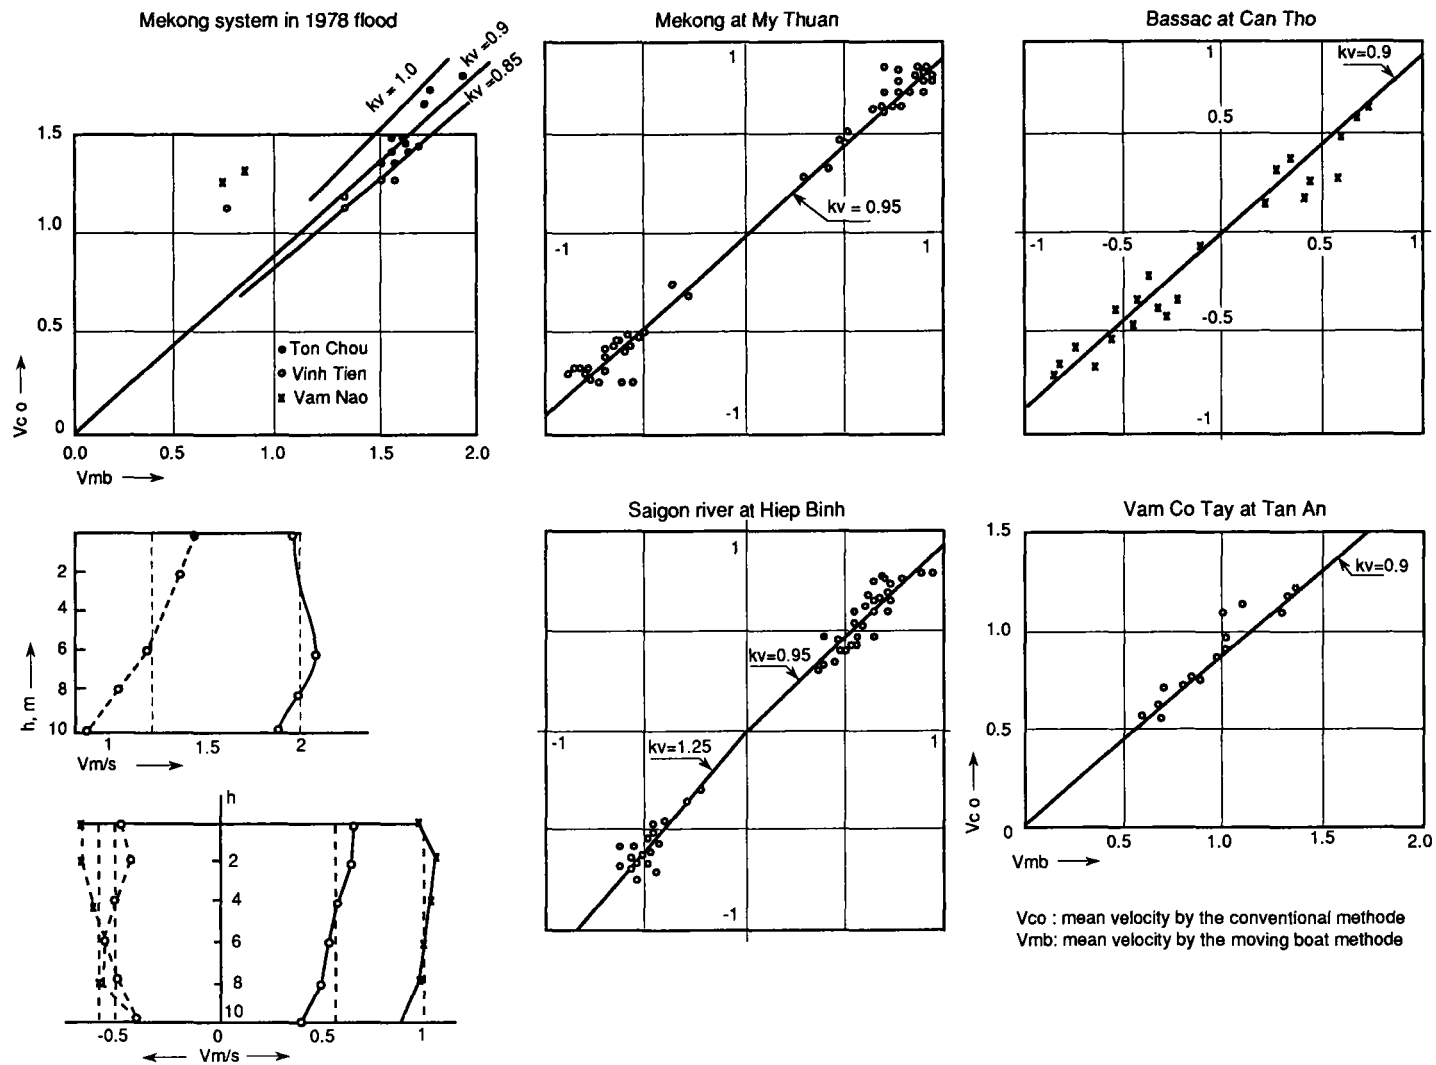 Mekong system in 1978 flood
kv = 1.0
kv =0.9
kv =0.85
1.5
1.0
0.5
0
Vc o
• Ton Chou
o Vinh Tien
x Vam Nao
0.0 0.5 1.0 1.5 2.0
Vmb
Mekong at My Thuan
1
-1 1
kv = 0.95
-1
Bassac at Can Tho
1
kv=0.9
0.5
-1 -0.5 0.5 1
-0.5
-1
2
4
6
8
10
h, m
1 1.5 2
Vm/s
h
2
4
6
8
10
-0.5 0 0.5 1
Vm/s
Saigon river at Hiep Binh
1
kv=0.95
-1 1
kv=1.25
-1
Vam Co Tay at Tan An
1.5
kv=0.9
1.0
0.5
0
Vc o
0.5 1.0 1.5 2.0
Vmb
Vco : mean velocity by the conventional methode
Vmb: mean velocity by the moving boat methode